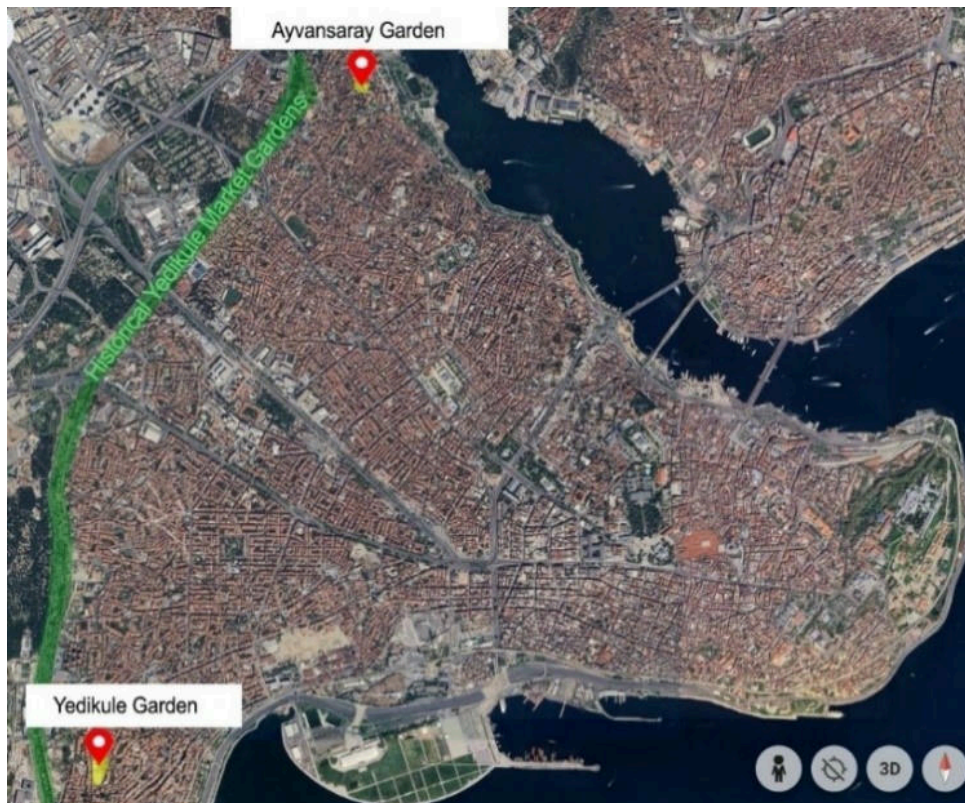 Ayvansaray Garden
Historical Yedikule Market Gardens
Yedikule Garden
3D